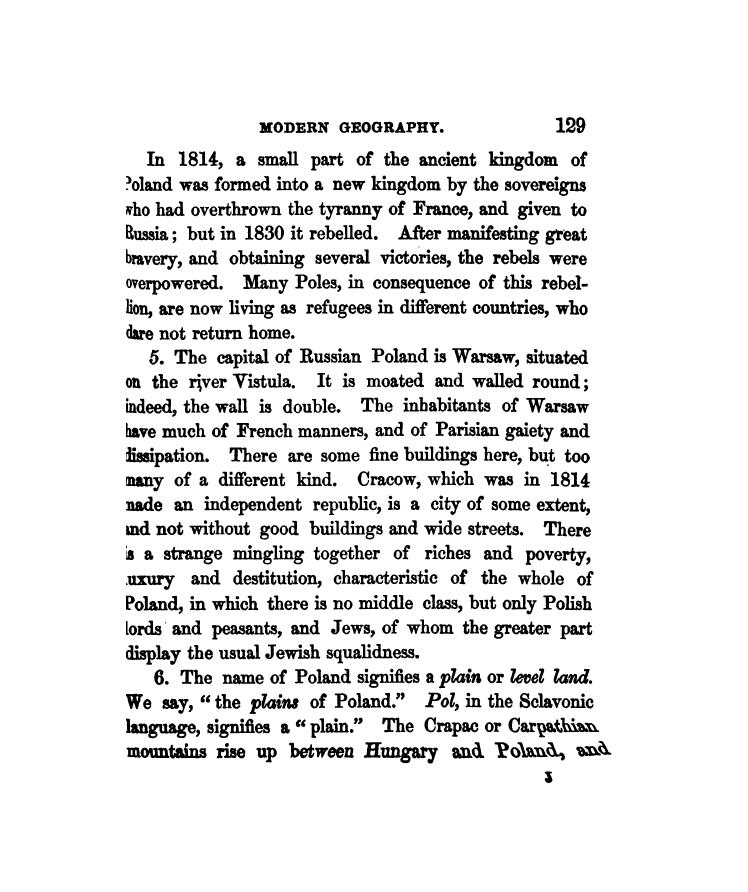 MODERN GEOGRAPHY. 129
In 1814, a small part of the ancient kingdom of
Poland was formed into a new kingdom by the sovereigns
who had overthrown the tyranny of France, and given to
Russia; but in 1830 it rebelled. After manifesting great
bravery, and obtaining several victories, the rebels were
overpowered. Many Poles, in consequence of this rebel-
lion, are now living as refugees in different countries, who
dare not return home.
5. The capital of Russian Poland is Warsaw, situated
on the river Vistula. It is moated and walled round;
indeed, the wall is double. The inhabitants of Warsaw
have much of French manners, and of Parisian gaiety and
dissipation. There are some fine buildings here, but too
many of a different kind. Cracow, which was in 1814
made an independent republic, is a city of some extent,
and not without good buildings and wide streets. There
is a strange mingling together of riches and poverty,
luxury and destitution, characteristic of the whole of
Poland, in which there is no middle class, but only Polish
lords and peasants, and Jews, of whom the greater part
display the usual Jewish squalidness.
6. The name of Poland signifies a plain or level land.
We say, "the plains of Poland." Pol, in the Sclavonic
language, signifies a "plain." The Crapac or Carpathian
mountains rise up between Hungary and Poland, and